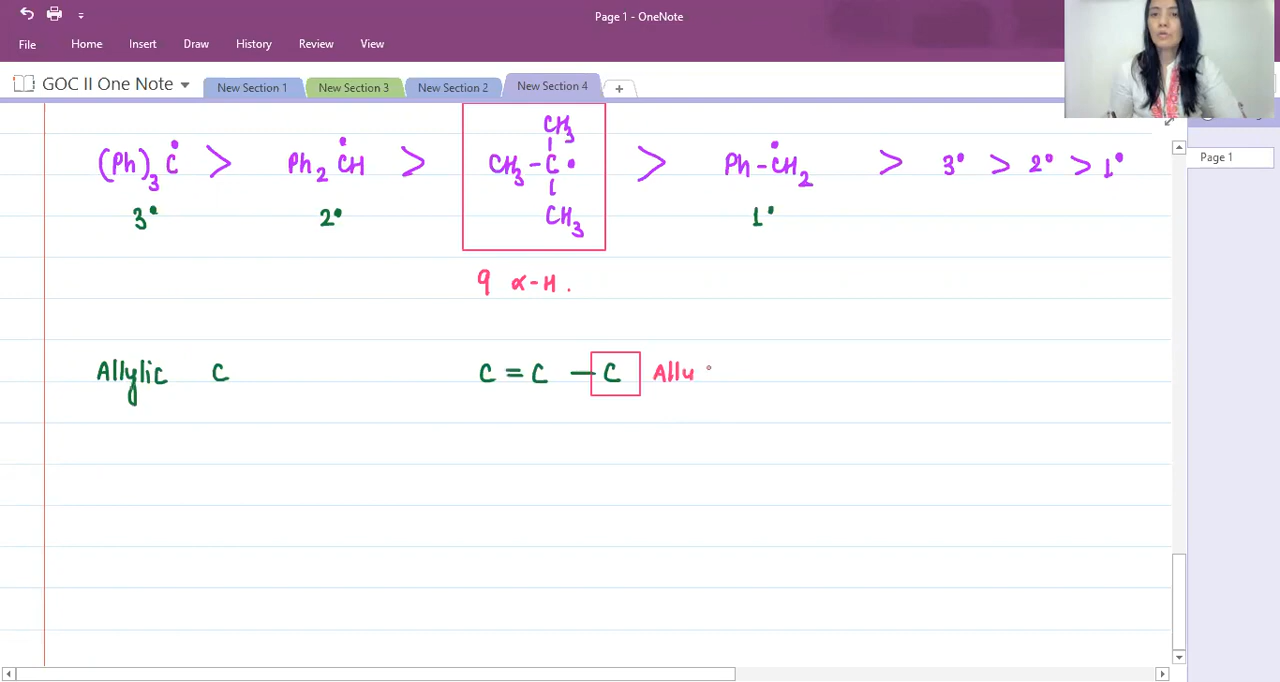 Page 1 - OneNote
File Home Insert Draw History Review View
GOC II One Note New Section 1 New Section 3 New Section 2 New Section 4 +
Page 1
CH3
(Ph)3 C• > Ph2 •CH > CH3 – C • > Ph – •CH2 > 3° > 2° > 1°
CH3
3° 2° 1°
9 α-H .
Allylic C C = C – C Ally